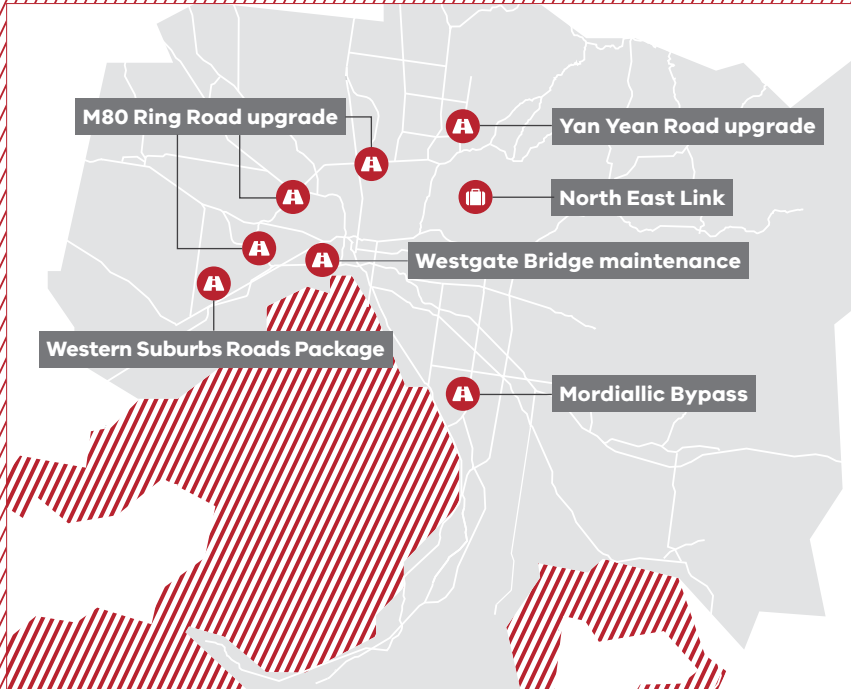 M80 Ring Road upgrade
Yan Yean Road upgrade
North East Link
Westgate Bridge maintenance
Western Suburbs Roads Package
Mordiallic Bypass